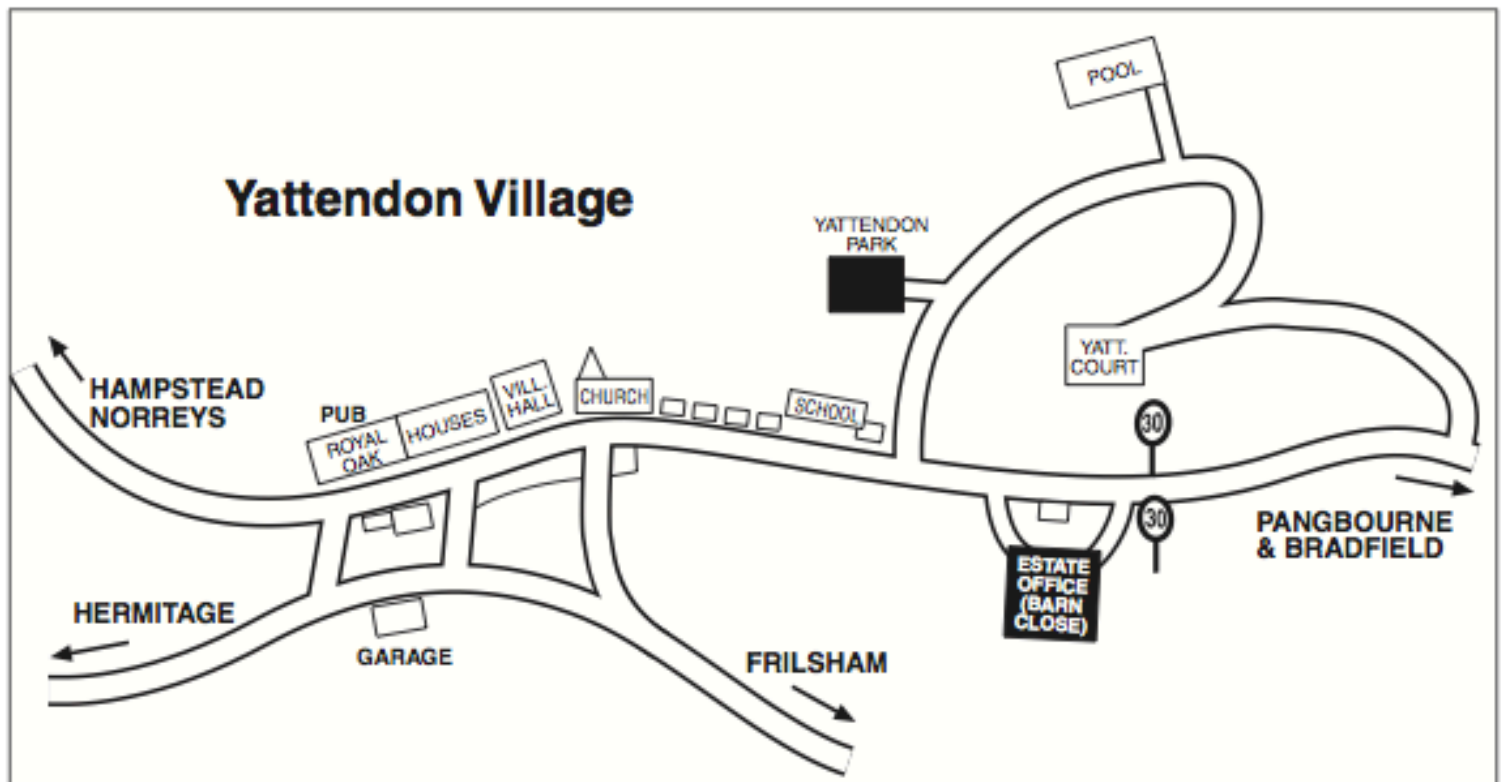 Yattendon Village
POOL
YATTENDON
PARK
YATT.
COURT
HAMPSTEAD
NORREYS
PUB
ROYAL
OAK
HOUSES
VILL.
HALL
CHURCH
SCHOOL
30
30
PANGBOURNE
& BRADFIELD
ESTATE
OFFICE
(BARN
CLOSE)
HERMITAGE
GARAGE
FRILSHAM